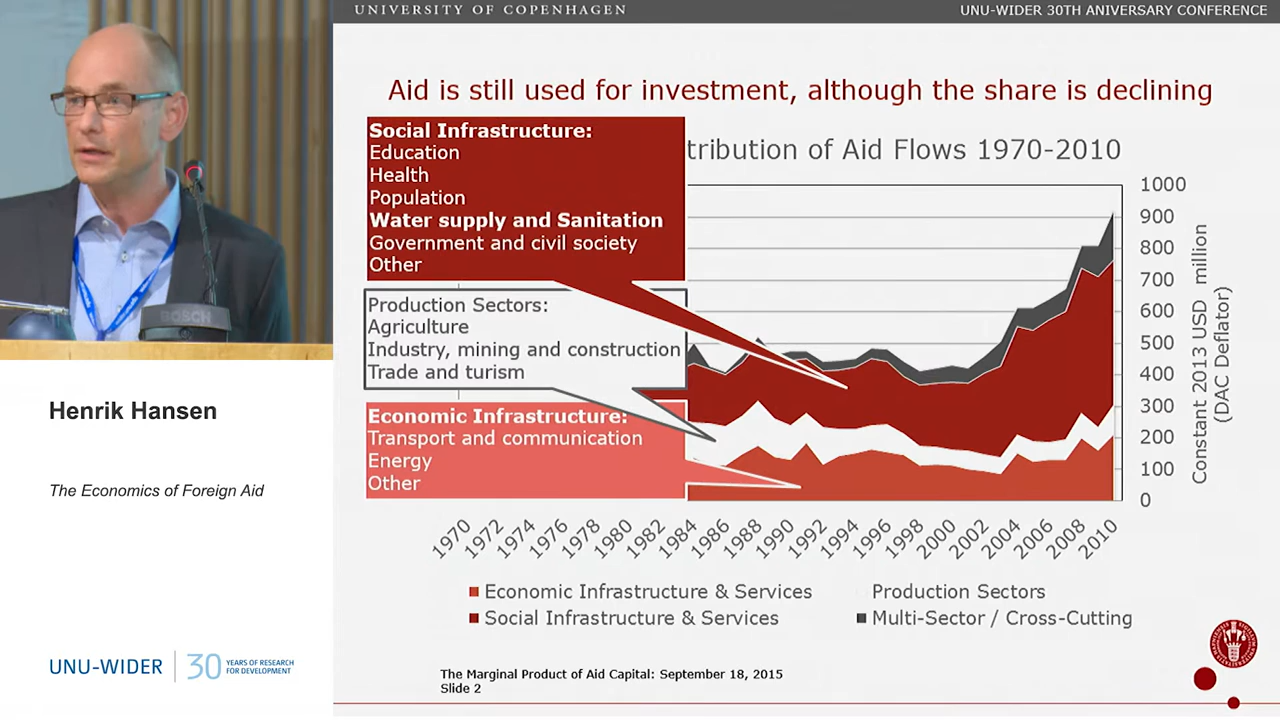 UNIVERSITY OF COPENHAGEN
UNU-WIDER 30TH ANIVERSARY CONFERENCE
Aid is still used for investment, although the share is declining
tribution of Aid Flows 1970-2010
Social Infrastructure:
Education
Health
Population
Water supply and Sanitation
Government and civil society
Other
Production Sectors:
Agriculture
Industry, mining and construction
Trade and turism
Economic Infrastructure:
Transport and communication
Energy
Other
1000
900
800
700
600
500
400
300
200
100
0
Constant 2013 USD million
(DAC Deflator)
1970
1972
1974
1976
1978
1980
1982
1984
1986
1988
1990
1992
1994
1996
1998
2000
2002
2004
2006
2008
2010
Economic Infrastructure & Services
Production Sectors
Social Infrastructure & Services
Multi-Sector / Cross-Cutting
The Marginal Product of Aid Capital: September 18, 2015
Slide 2
BOSCH
Henrik Hansen
The Economics of Foreign Aid
UNU-WIDER
30 YEARS OF RESEARCH
FOR DEVELOPMENT